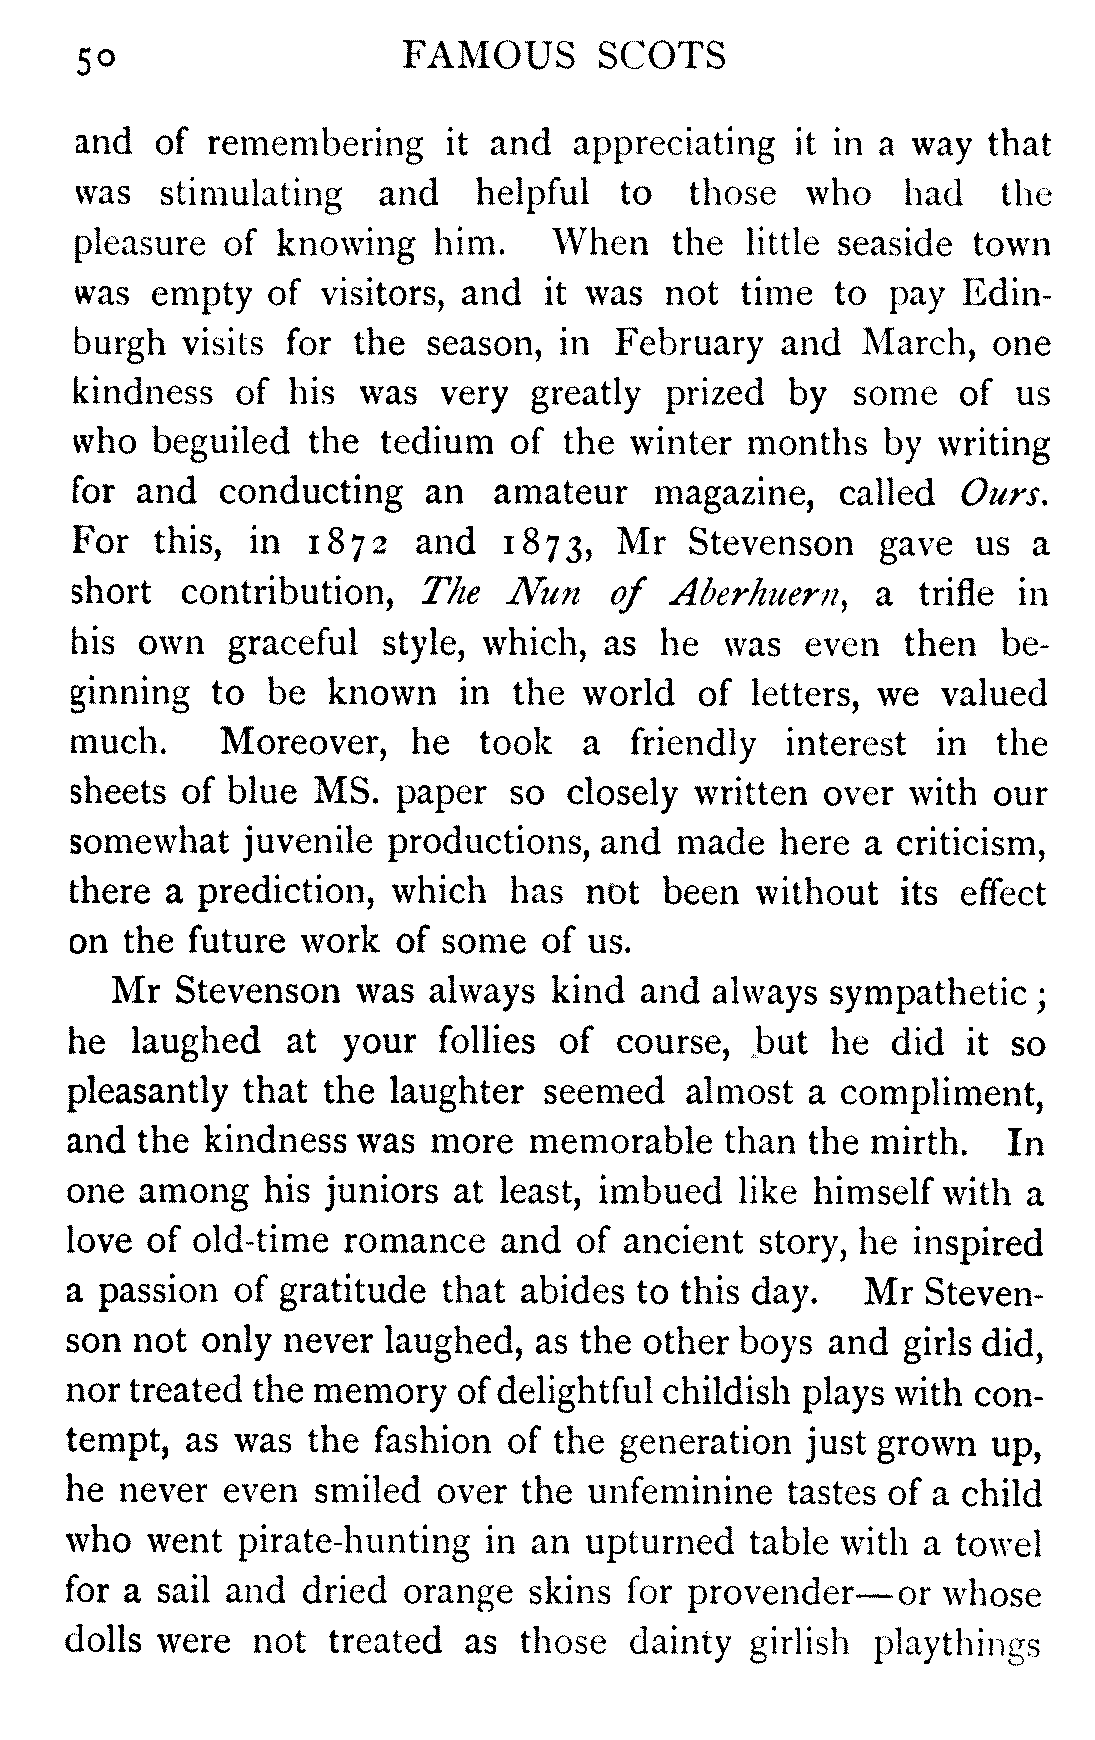 50 FAMOUS SCOTS
and of remembering it and appreciating it in a way that
was stimulating and helpful to those who had the
pleasure of knowing him. When the little seaside town
was empty of visitors, and it was not time to pay Edin-
burgh visits for the season, in February and March, one
kindness of his was very greatly prized by some of us
who beguiled the tedium of the winter months by writing
for and conducting an amateur magazine, called Ours.
For this, in 1872 and 1873, Mr Stevenson gave us a
short contribution, The Nun of Aberhuern, a trifle in
his own graceful style, which, as he was even then be-
ginning to be known in the world of letters, we valued
much. Moreover, he took a friendly interest in the
sheets of blue MS. paper so closely written over with our
somewhat juvenile productions, and made here a criticism,
there a prediction, which has not been without its effect
on the future work of some of us.
Mr Stevenson was always kind and always sympathetic ;
he laughed at your follies of course, but he did it so
pleasantly that the laughter seemed almost a compliment,
and the kindness was more memorable than the mirth. In
one among his juniors at least, imbued like himself with a
love of old-time romance and of ancient story, he inspired
a passion of gratitude that abides to this day. Mr Steven-
son not only never laughed, as the other boys and girls did,
nor treated the memory of delightful childish plays with con-
tempt, as was the fashion of the generation just grown up,
he never even smiled over the unfeminine tastes of a child
who went pirate-hunting in an upturned table with a towel
for a sail and dried orange skins for provender—or whose
dolls were not treated as those dainty girlish playthings